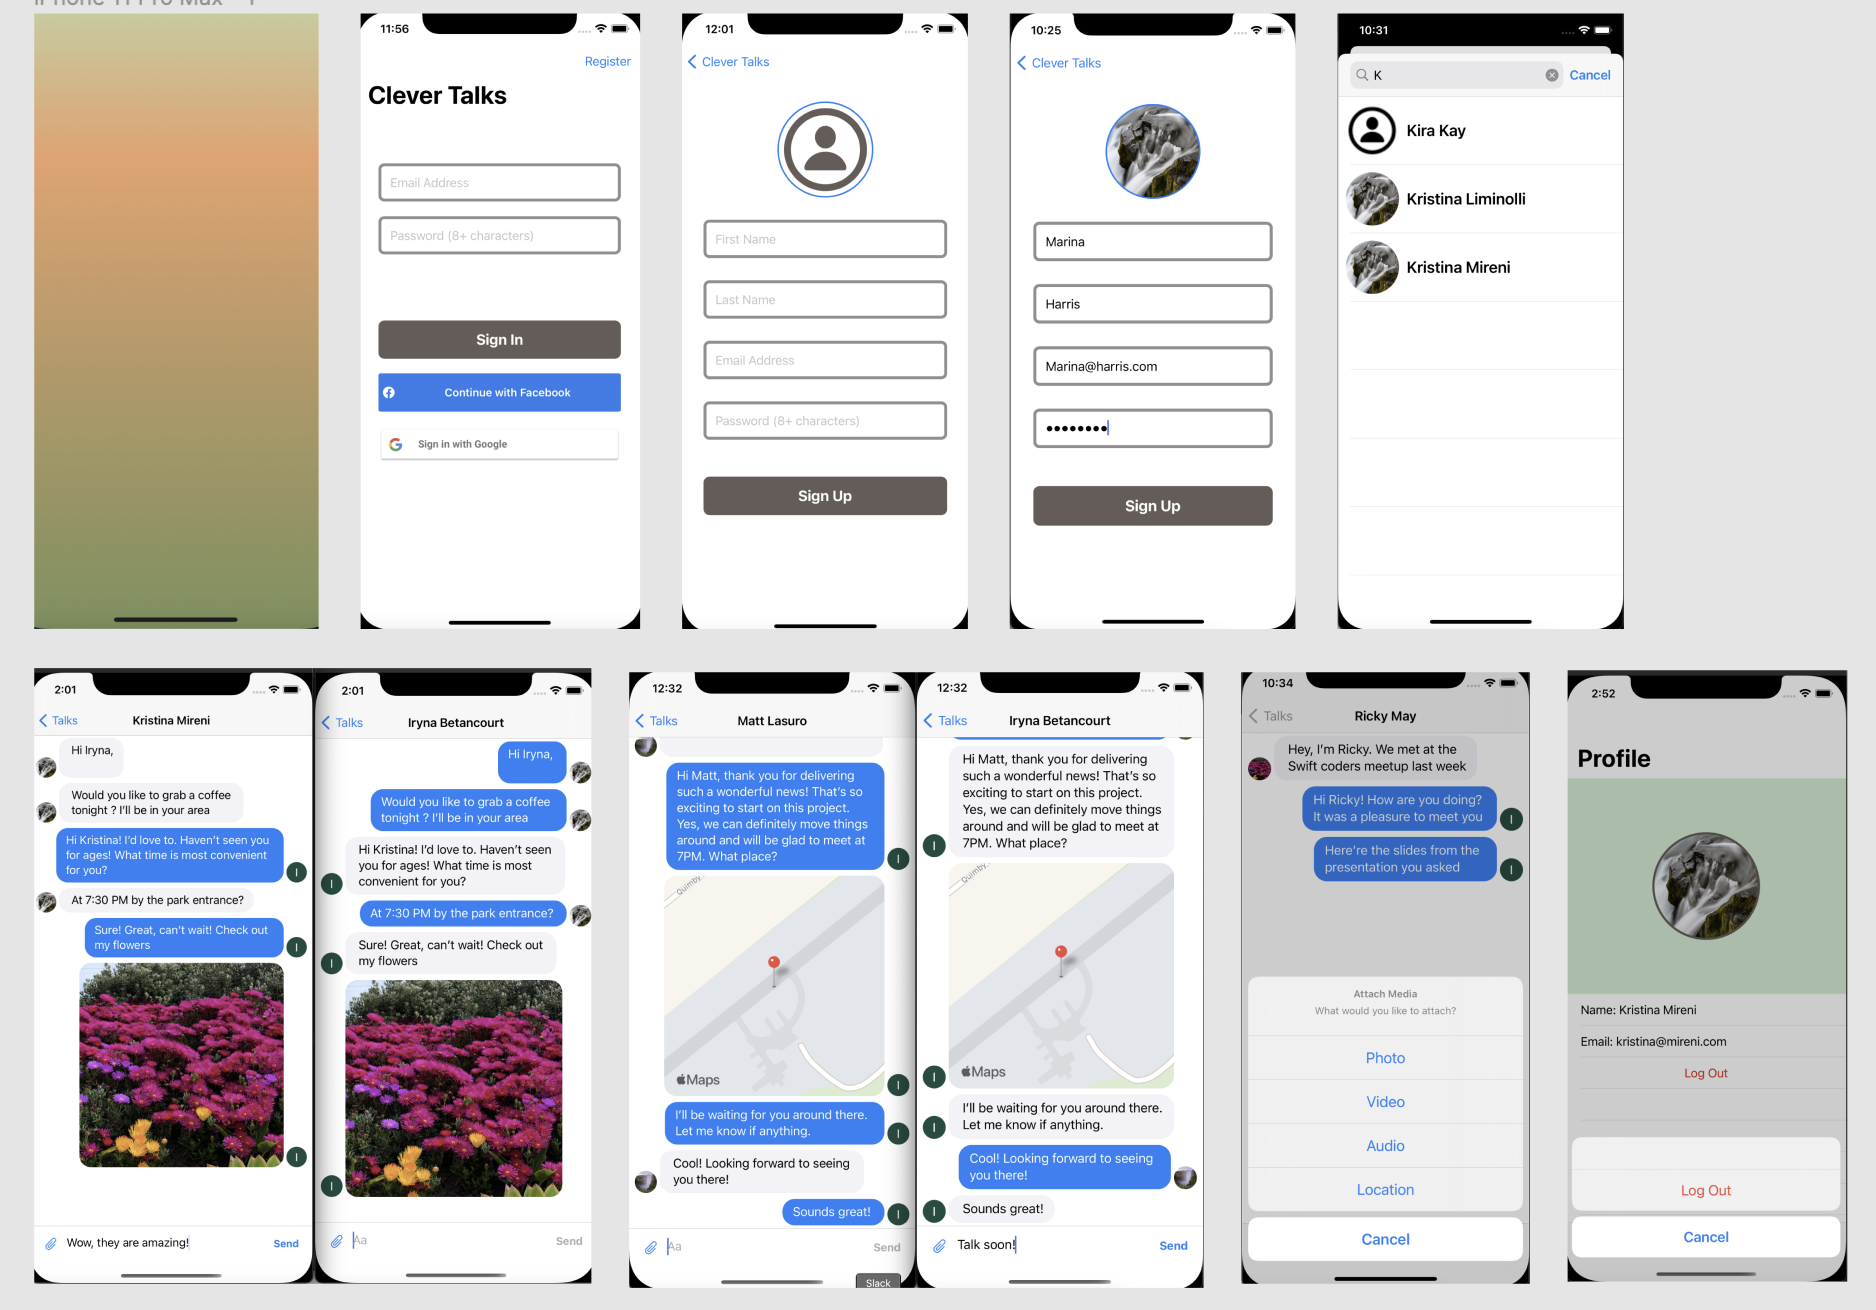 iPhone 11 Pro Max – 1
11:56
Register
Clever Talks
Email Address
Password (8+ characters)
Sign In
Continue with Facebook
Sign in with Google
12:01
Clever Talks
First Name
Last Name
Email Address
Password (8+ characters)
Sign Up
10:25
Clever Talks
Marina
Harris
Marina@harris.com
Sign Up
10:31
K
Cancel
Kira Kay
Kristina Liminolli
Kristina Mireni
2:01
Talks
Kristina Mireni
Hi Iryna,
Would you like to grab a coffee
tonight ? I'll be in your area
Hi Kristina! I'd love to. Haven't seen you
for ages! What time is most convenient
for you?
I
At 7:30 PM by the park entrance?
Sure! Great, can't wait! Check out
my flowers
I
I
Wow, they are amazing!
Send
2:01
Talks
Iryna Betancourt
Hi Iryna,
Would you like to grab a coffee
tonight ? I'll be in your area
Hi Kristina! I'd love to. Haven't seen
you for ages! What time is most
convenient for you?
I
At 7:30 PM by the park entrance?
Sure! Great, can't wait! Check out
my flowers
I
I
Aa
Send
12:32
Talks
Matt Lasuro
Hi Matt, thank you for delivering
such a wonderful news! That's so
exciting to start on this project.
Yes, we can definitely move things
around and will be glad to meet at
7PM. What place?
I
Quimby
Maps
I
I'll be waiting for you around there.
Let me know if anything.
I
Cool! Looking forward to seeing
you there!
Sounds great!
I
Aa
Send
Slack
12:32
Talks
Iryna Betancourt
Hi Matt, thank you for delivering
such a wonderful news! That's so
exciting to start on this project.
Yes, we can definitely move things
around and will be glad to meet at
7PM. What place?
I
Quimby
Maps
I
I'll be waiting for you around there.
Let me know if anything.
I
Cool! Looking forward to seeing
you there!
Sounds great!
I
Talk soon!
Send
10:34
Talks
Ricky May
Hey, I'm Ricky. We met at the
Swift coders meetup last week
Hi Ricky! How are you doing?
It was a pleasure to meet you
I
Here're the slides from the
presentation you asked
I
Attach Media
What would you like to attach?
Photo
Video
Audio
Location
Cancel
2:52
Profile
Name: Kristina Mireni
Email: kristina@mireni.com
Log Out
Log Out
Cancel